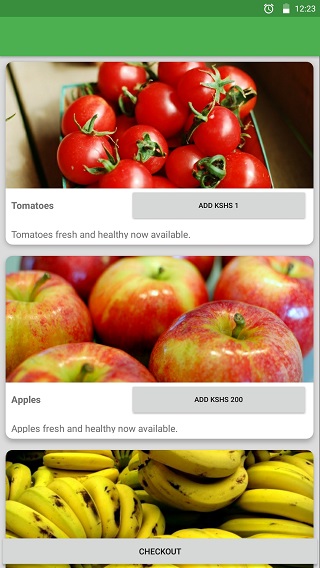 12:23
Tomatoes
ADD KSHS 1
Tomatoes fresh and healthy now available.
Apples
ADD KSHS 200
Apples fresh and healthy now available.
CHECKOUT